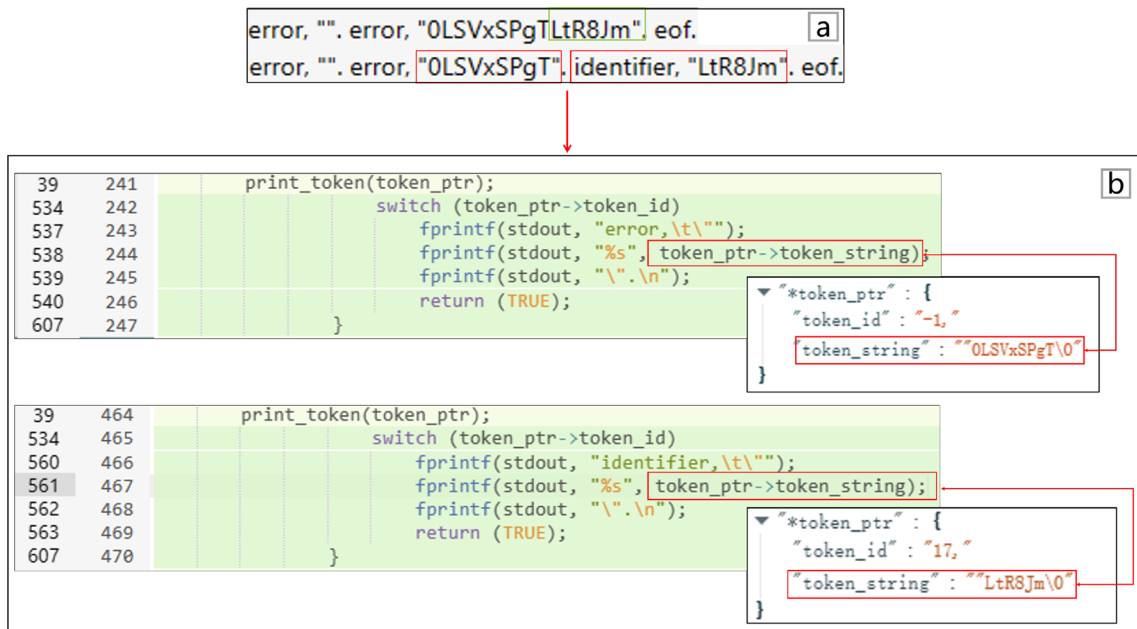 error, "". error, "0LSVxSPgTLtR8Jm". eof.
a
error, "". error, "0LSVxSPgT". identifier, "LtR8Jm". eof.
b
39 241 print_token(token_ptr);
534 242 switch (token_ptr->token_id)
537 243 fprintf(stdout, "error,\t\"");
538 244 fprintf(stdout, "%s", token_ptr->token_string);
539 245 fprintf(stdout, "\".\n");
540 246 return (TRUE);
607 247 }
"*token_ptr" : {
"token_id" : "-1,"
"token_string" : ""0LSVxSPgT\0"
}
39 464 print_token(token_ptr);
534 465 switch (token_ptr->token_id)
560 466 fprintf(stdout, "identifier,\t\"");
561 467 fprintf(stdout, "%s", token_ptr->token_string);
562 468 fprintf(stdout, "\".\n");
563 469 return (TRUE);
607 470 }
"*token_ptr" : {
"token_id" : "17,"
"token_string" : ""LtR8Jm\0"
}